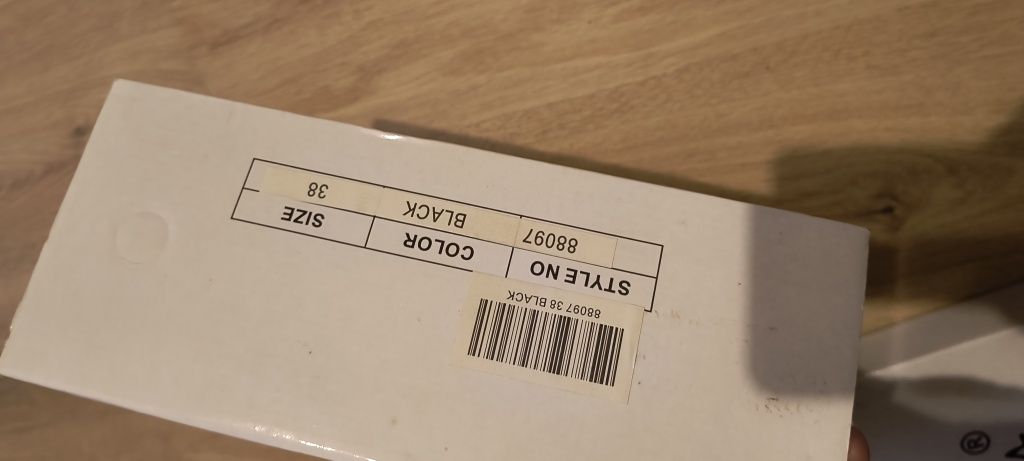 88097 38 BLACK
STYLE NO COLOR SIZE
88097 BLACK 38